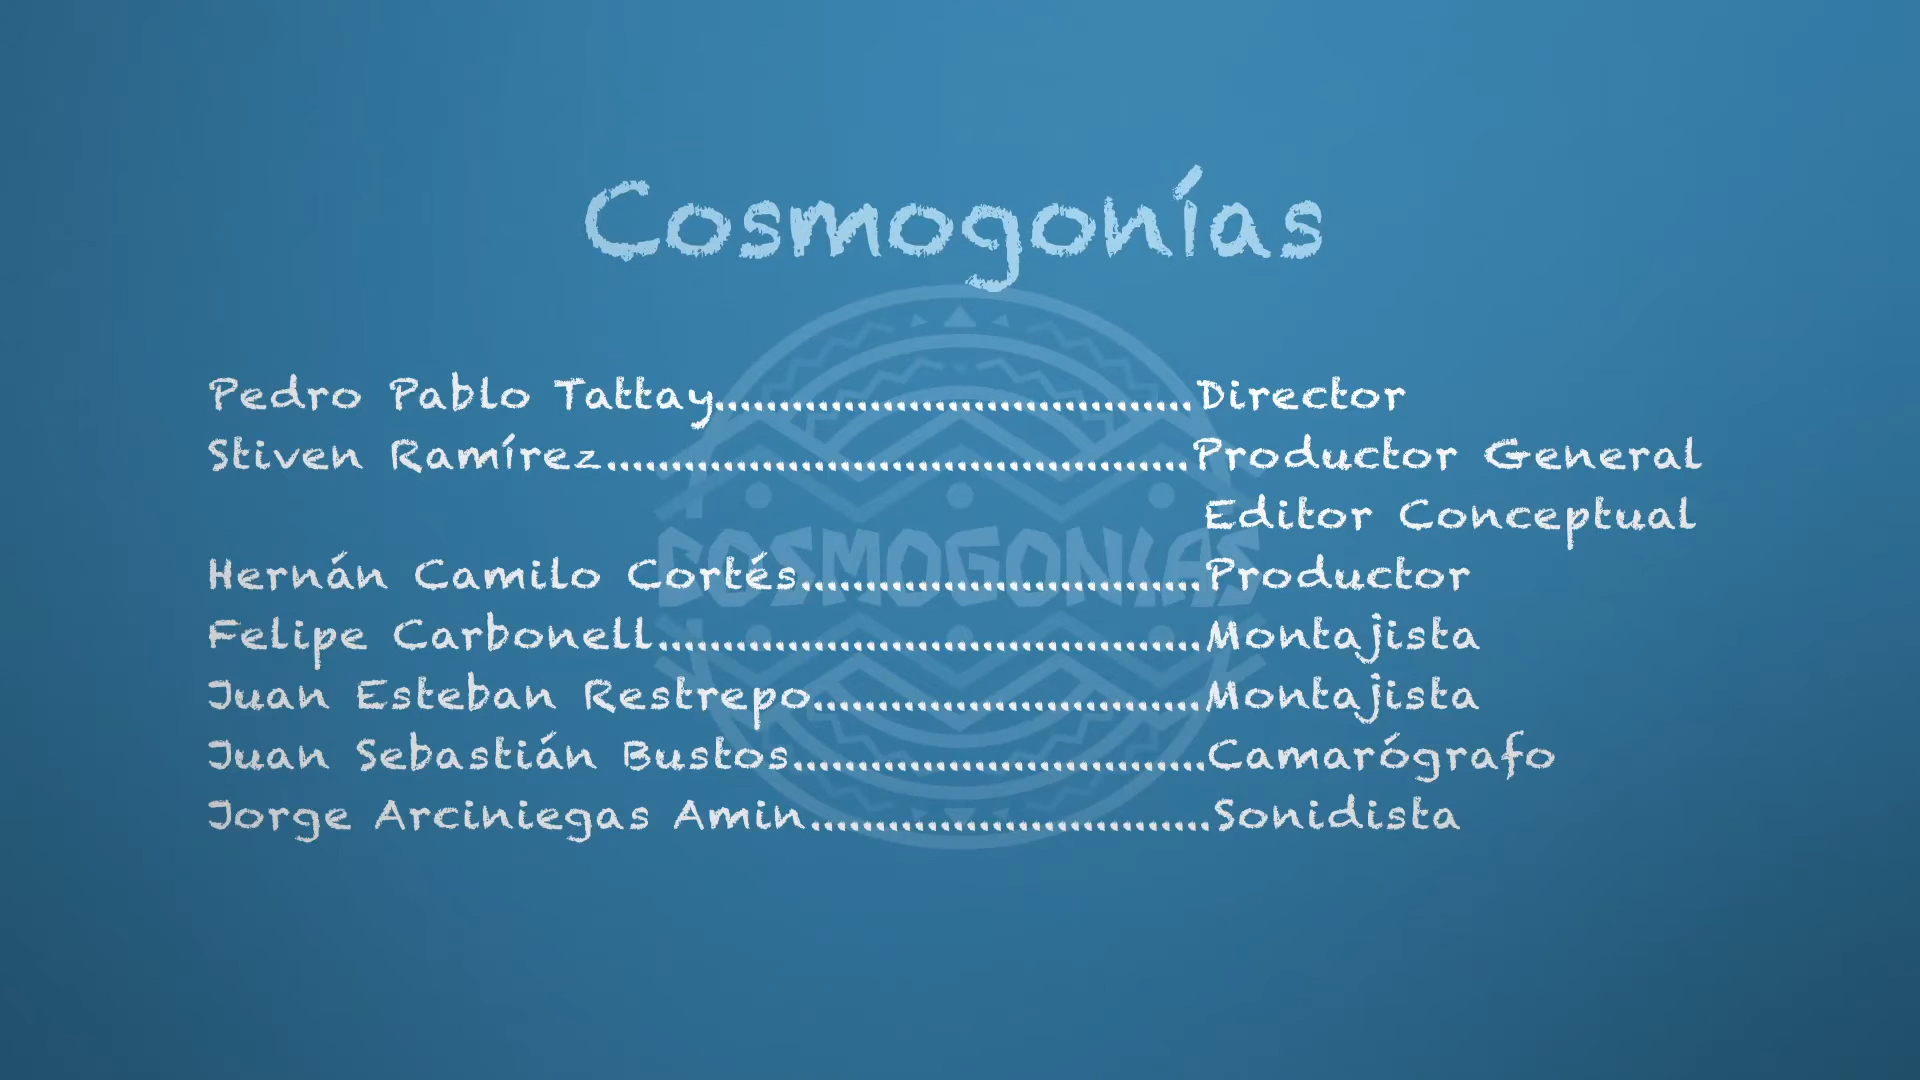 Cosmogonías
Pedro Pablo Tattay.....................................Director
Stiven Ramírez.............................................Productor General
Editor Conceptual
Hernán Camilo Cortés...............................Productor
Felipe Carbonell..........................................Montajista
Juan Esteban Restrepo..............................Montajista
Juan Sebastián Bustos................................Camarógrafo
Jorge Arciniegas Amin...............................Sonidista
COSMOGONÍAS